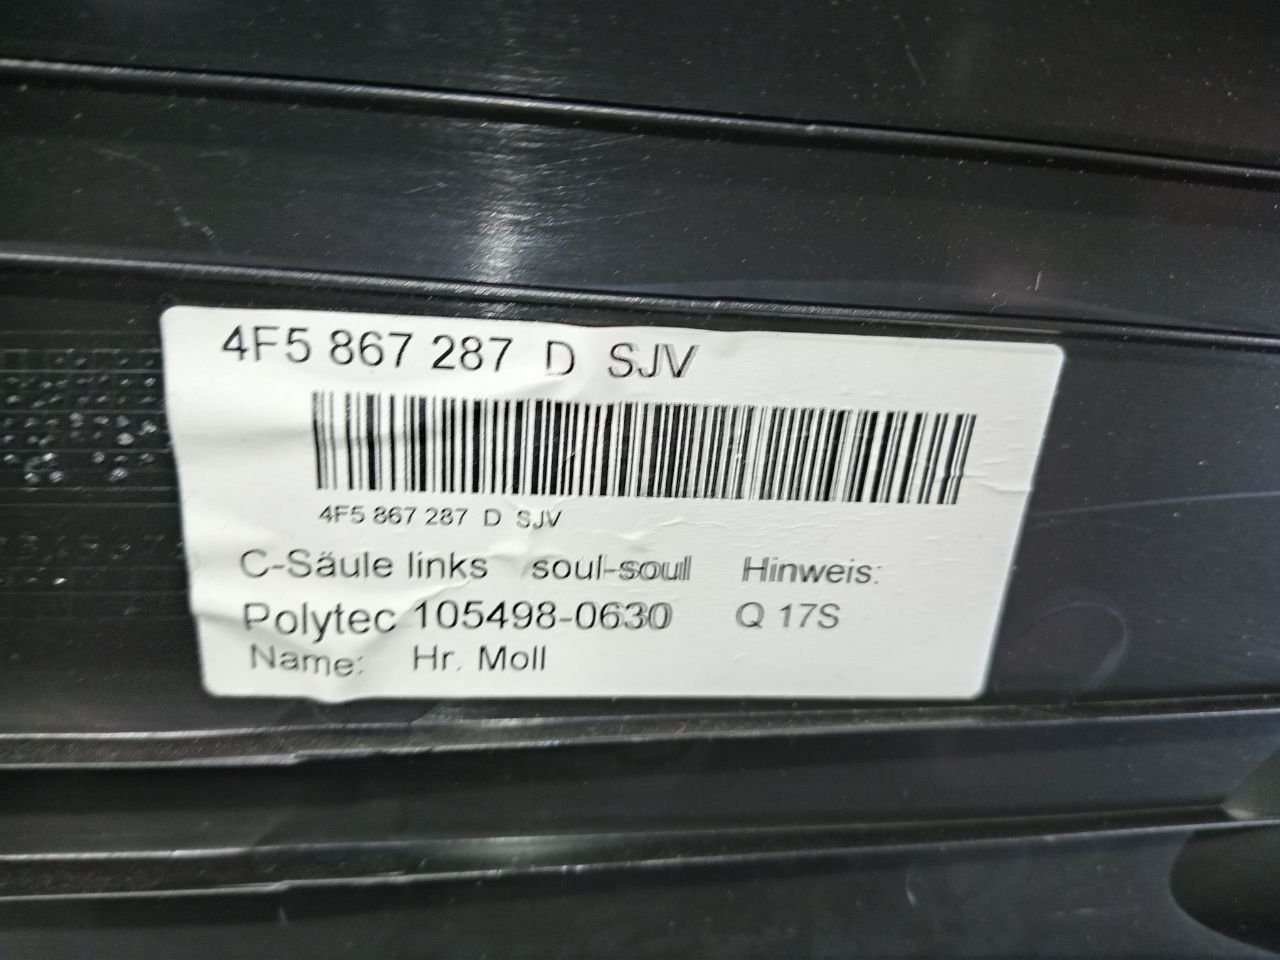 4F5 867 287 D SJV
4F5 867 287 D SJV
C-Säule links soul-soul Hinweis:
Polytec 105498-0630 Q 17S
Name: Hr. Moll